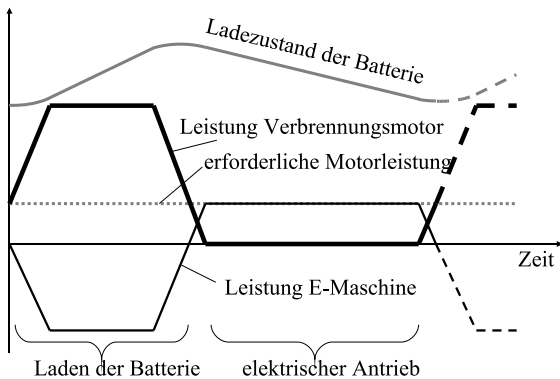 Ladezustand der Batterie
Leistung Verbrennungsmotor
erforderliche Motorleistung
Zeit
Leistung E-Maschine
Laden der Batterie
elektrischer Antrieb